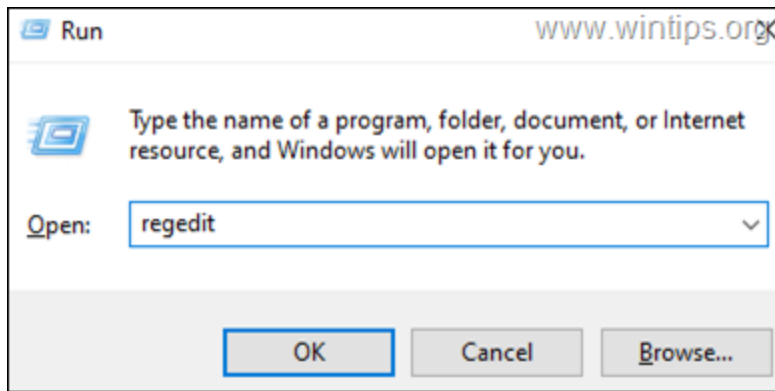 Run
www.wintips.org
Type the name of a program, folder, document, or Internet
resource, and Windows will open it for you.
Open:
regedit
OK
Cancel
Browse...